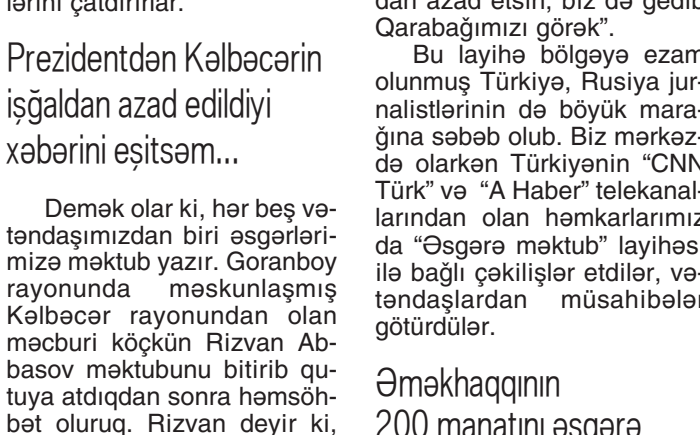 lərini çatdırırlar.
Prezidentdən Kəlbəcərin
işğaldan azad edildiyi
xəbərini eşitsəm...
Demək olar ki, hər beş və-
təndaşımızdan biri əsgərləri-
mizə məktub yazır. Goranboy
rayonunda məskunlaşmış
Kəlbəcər rayonundan olan
məcburi köçkün Rizvan Ab-
basov məktubunu bitirib qu-
tuya atdıqdan sonra həmsöh-
bət oluruq. Rizvan deyir ki,
dan azad etsin, biz də gedib
Qarabağımızı görək”.
Bu layihə bölgəyə ezam
olunmuş Türkiyə, Rusiya jur-
nalistlərinin də böyük mara-
ğına səbəb olub. Biz mərkəz-
də olarkən Türkiyənin “CNN
Türk” və “A Haber” telekanal-
larından olan həmkarlarımız
da “Əsgərə məktub” layihəs
ilə bağlı çəkilişlər etdilər, və-
təndaşlardan müsahibələr
götürdülər.
Əməkhaqqının
200 manatını əsgərə